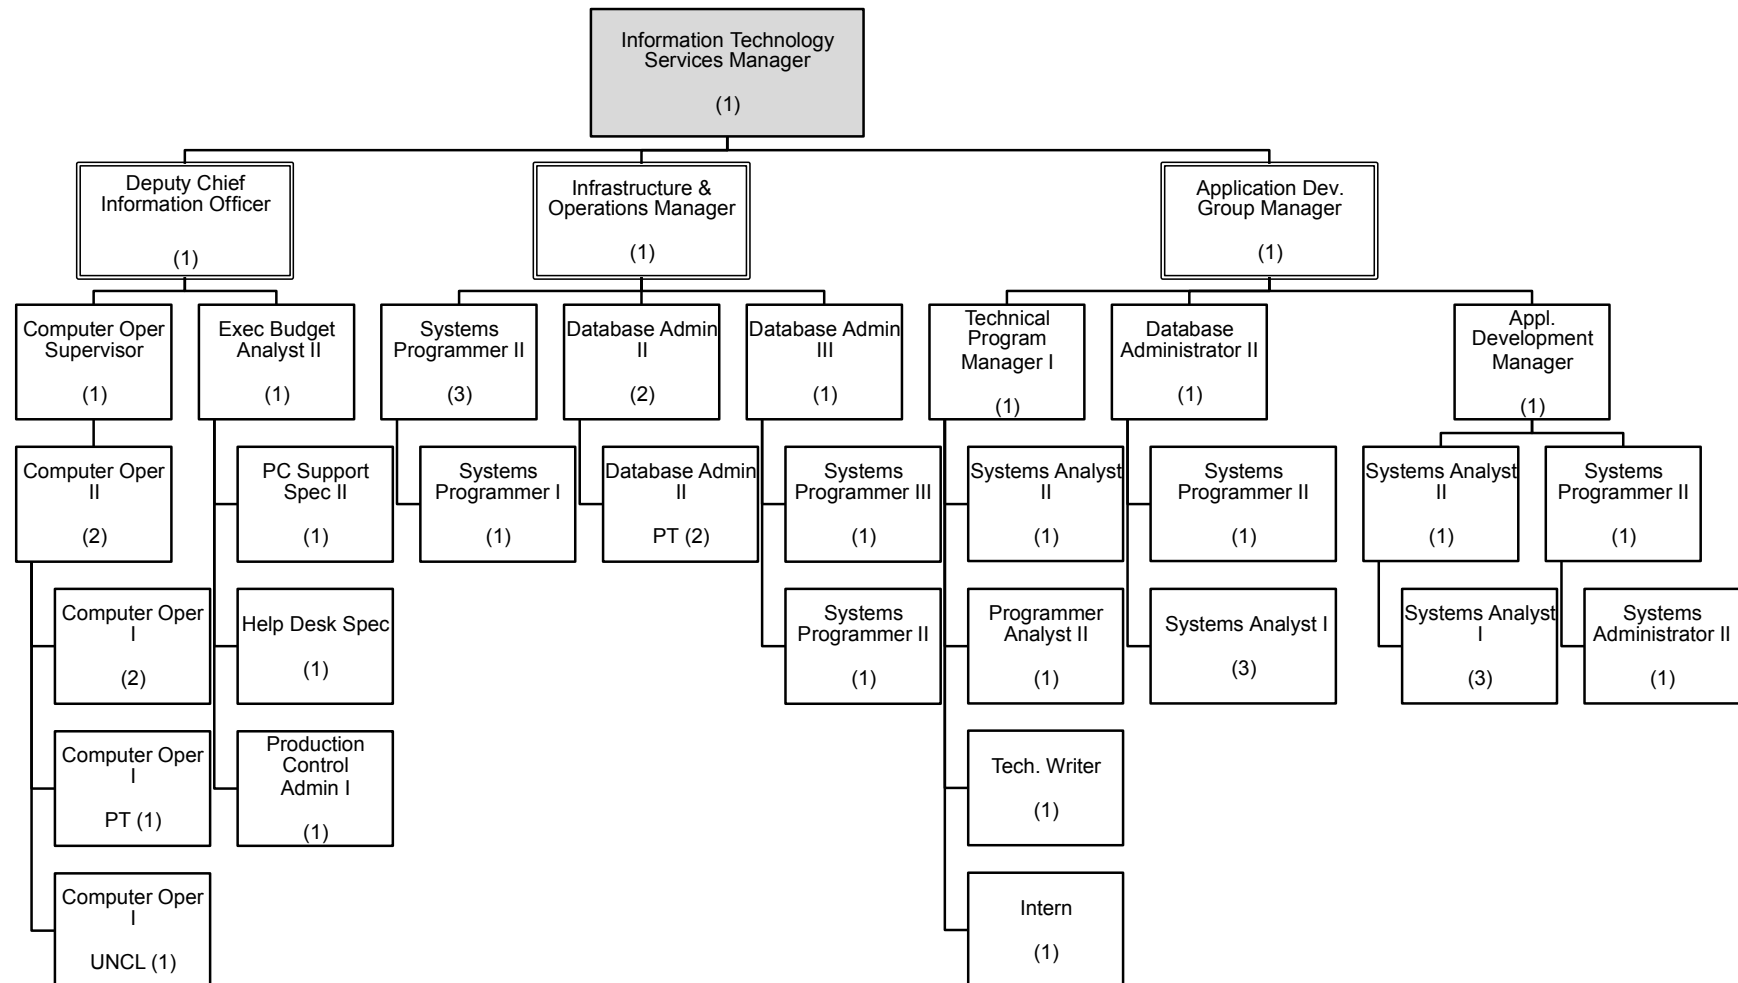 Information Technology
Services Manager
(1)
Deputy Chief
Information Officer
(1)
Infrastructure &
Operations Manager
(1)
Application Dev.
Group Manager
(1)
Computer Oper
Supervisor
(1)
Exec Budget
Analyst II
(1)
Systems
Programmer II
(3)
Database Admin
II
(2)
Database Admin
III
(1)
Technical
Program
Manager I
(1)
Database
Administrator II
(1)
Appl.
Development
Manager
(1)
Computer Oper
II
(2)
PC Support
Spec II
(1)
Systems
Programmer I
(1)
Database Admin
II
PT (2)
Systems
Programmer III
(1)
Systems Analyst
II
(1)
Systems
Programmer II
(1)
Systems Analyst
II
(1)
Systems
Programmer II
(1)
Computer Oper
I
(2)
Help Desk Spec
(1)
Systems
Programmer II
(1)
Programmer
Analyst II
(1)
Systems Analyst I
(3)
Systems Analyst
I
(3)
Systems
Administrator II
(1)
Computer Oper
I
PT (1)
Production
Control
Admin I
(1)
Tech. Writer
(1)
Computer Oper
I
UNCL (1)
Intern
(1)